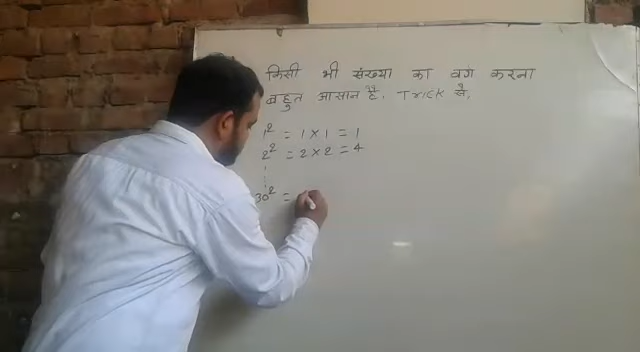 किसी भी संख्या का वर्ग करना
बहुत आसान है. TRICK से.
1² = 1 × 1 = 1
2² = 2 × 2 = 4
⋮
30² =